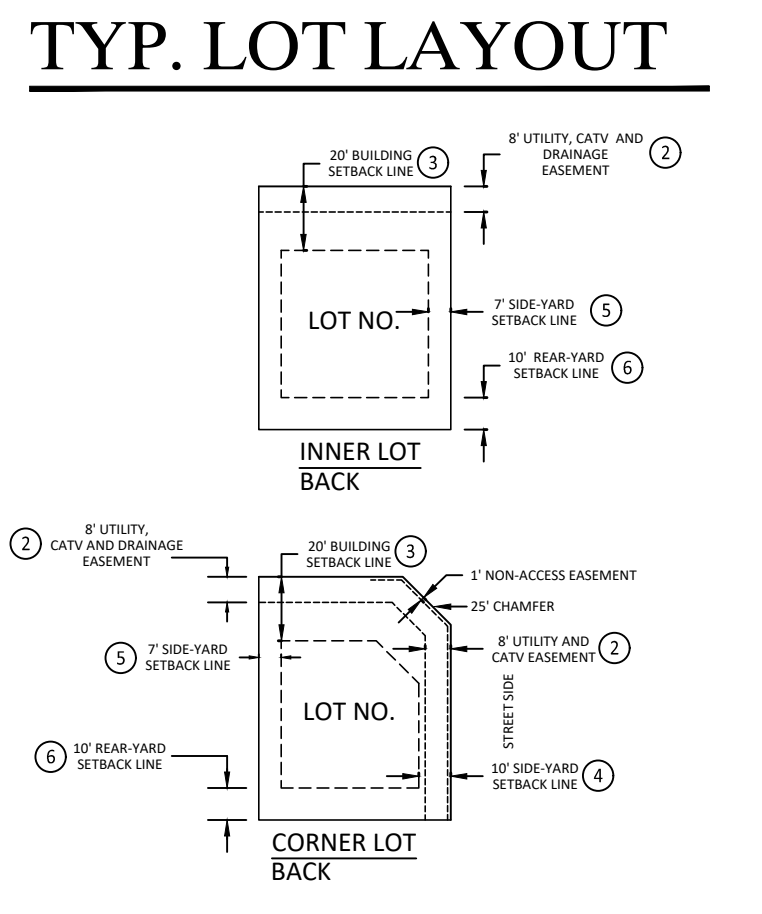 TYP. LOT LAYOUT
20' BUILDING
SETBACK LINE
3
8' UTILITY, CATV AND
DRAINAGE
EASEMENT
2
LOT NO.
7' SIDE-YARD
SETBACK LINE
5
10' REAR-YARD
SETBACK LINE
6
INNER LOT
BACK
2
8' UTILITY,
CATV AND DRAINAGE
EASEMENT
20' BUILDING
SETBACK LINE
3
1' NON-ACCESS EASEMENT
25' CHAMFER
5
7' SIDE-YARD
SETBACK LINE
8' UTILITY AND
CATV EASEMENT
2
LOT NO.
STREET SIDE
6
10' REAR-YARD
SETBACK LINE
10' SIDE-YARD
SETBACK LINE
4
CORNER LOT
BACK